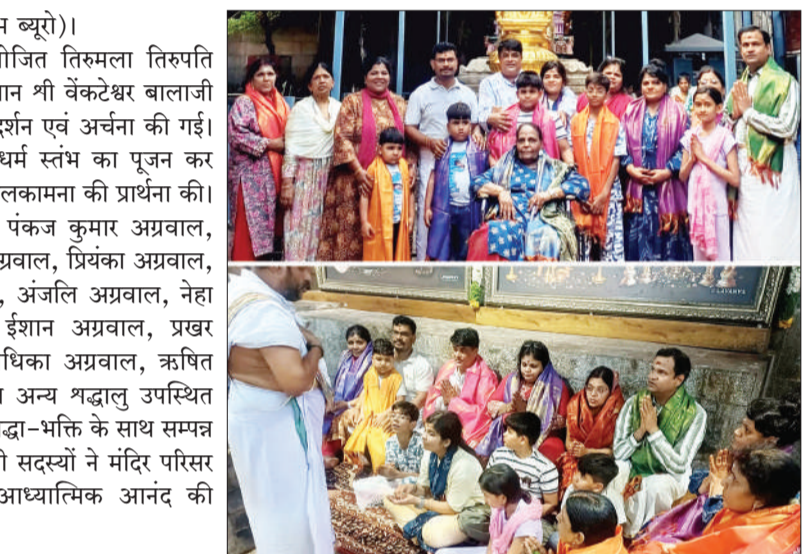 म ब्यूरो)।
ोजित तिरुमला तिरुपति
ान श्री वेंकटेश्वर बालाजी
दर्शन एवं अर्चना की गई।
धर्म स्तंभ का पूजन कर
लकामना की प्रार्थना की।
पंकज कुमार अग्रवाल,
ग्रवाल, प्रियंका अग्रवाल,
, अंजलि अग्रवाल, नेहा
ईशान अग्रवाल, प्रखर
धिका अग्रवाल, ऋषित
अन्य श्रद्धालु उपस्थित
द्धा-भक्ति के साथ सम्पन्न
ी सदस्यों ने मंदिर परिसर
आध्यात्मिक आनंद की
LAVANYA